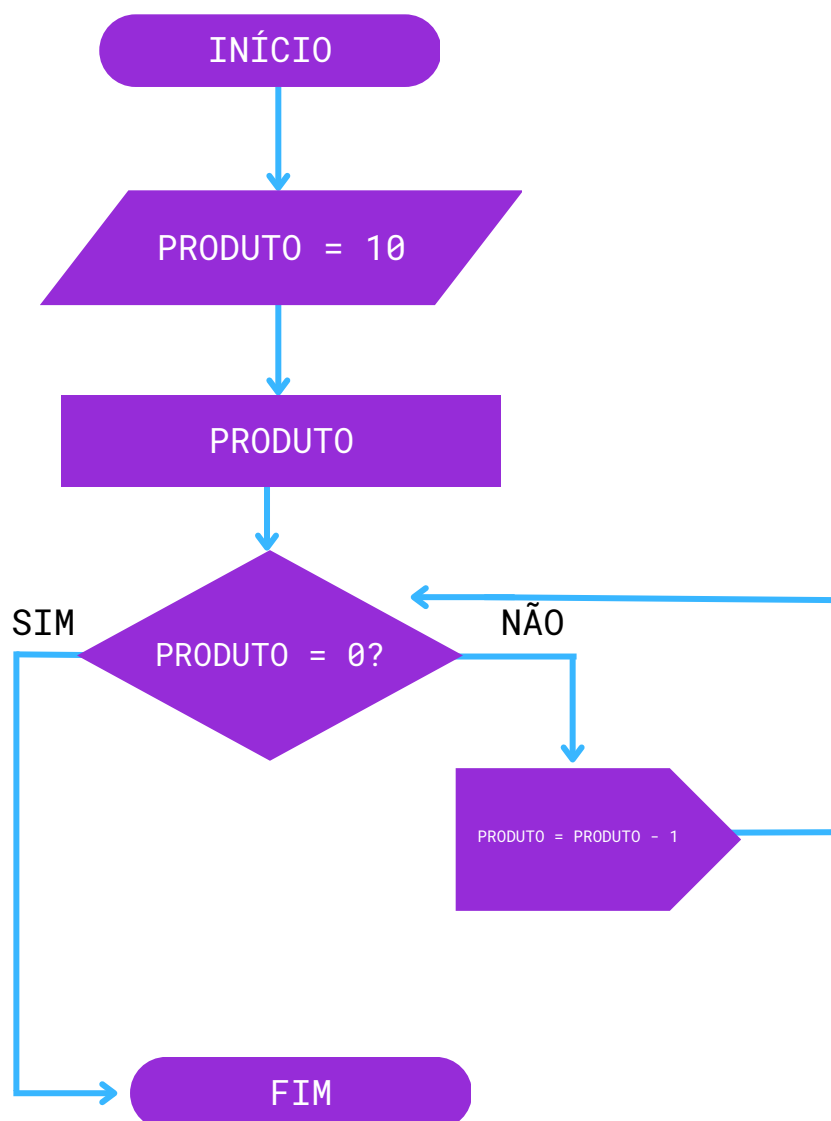 INÍCIO
PRODUTO = 10
PRODUTO
SIM
NÃO
PRODUTO = 0?
PRODUTO = PRODUTO - 1
FIM